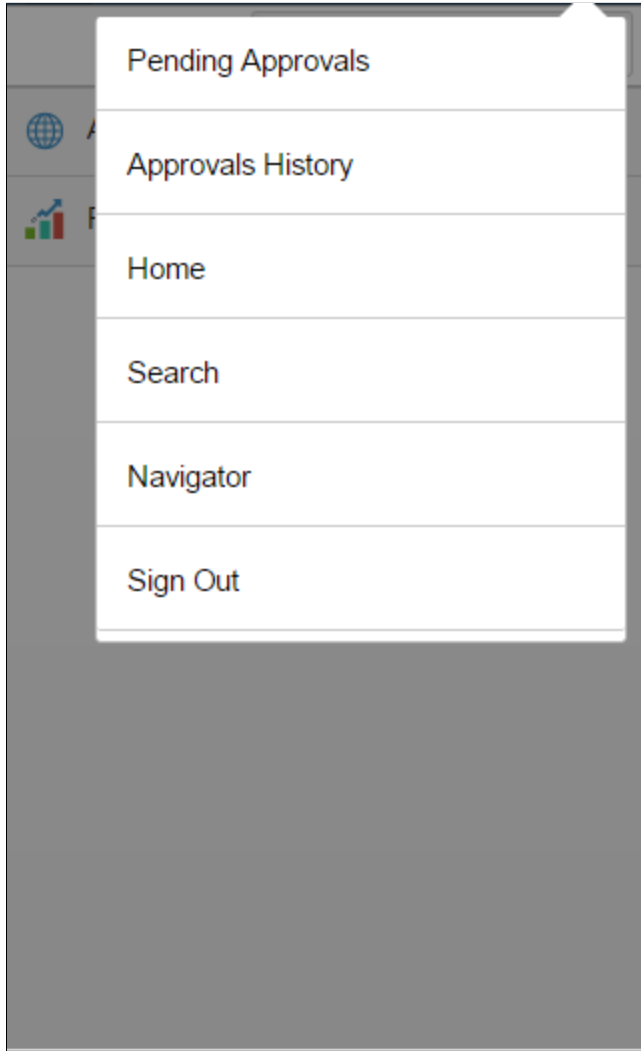 Pending Approvals
Approvals History
Home
Search
Navigator
Sign Out